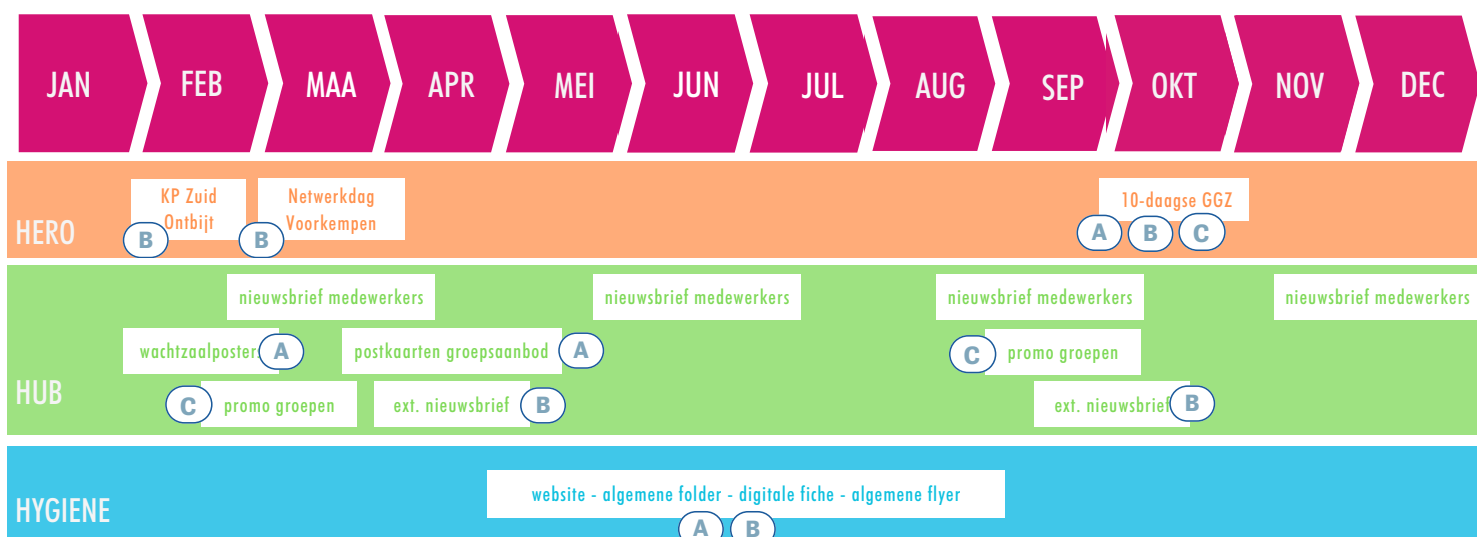 JAN FEB MAA APR MEI JUN JUL AUG SEP OKT NOV DEC
HERO
KP Zuid
Ontbijt
B
Netwerkdag
Voorkempen
B
10-daagse GGZ
A B C
HUB
nieuwsbrief medewerkers
nieuwsbrief medewerkers
nieuwsbrief medewerkers
nieuwsbrief medewerkers
wachtzaalposters
A
postkaarten groepsaanbod
A
C
promo groepen
C
promo groepen
ext. nieuwsbrief
B
ext. nieuwsbrief
B
HYGIENE
website - algemene folder - digitale fiche - algemene flyer
A B